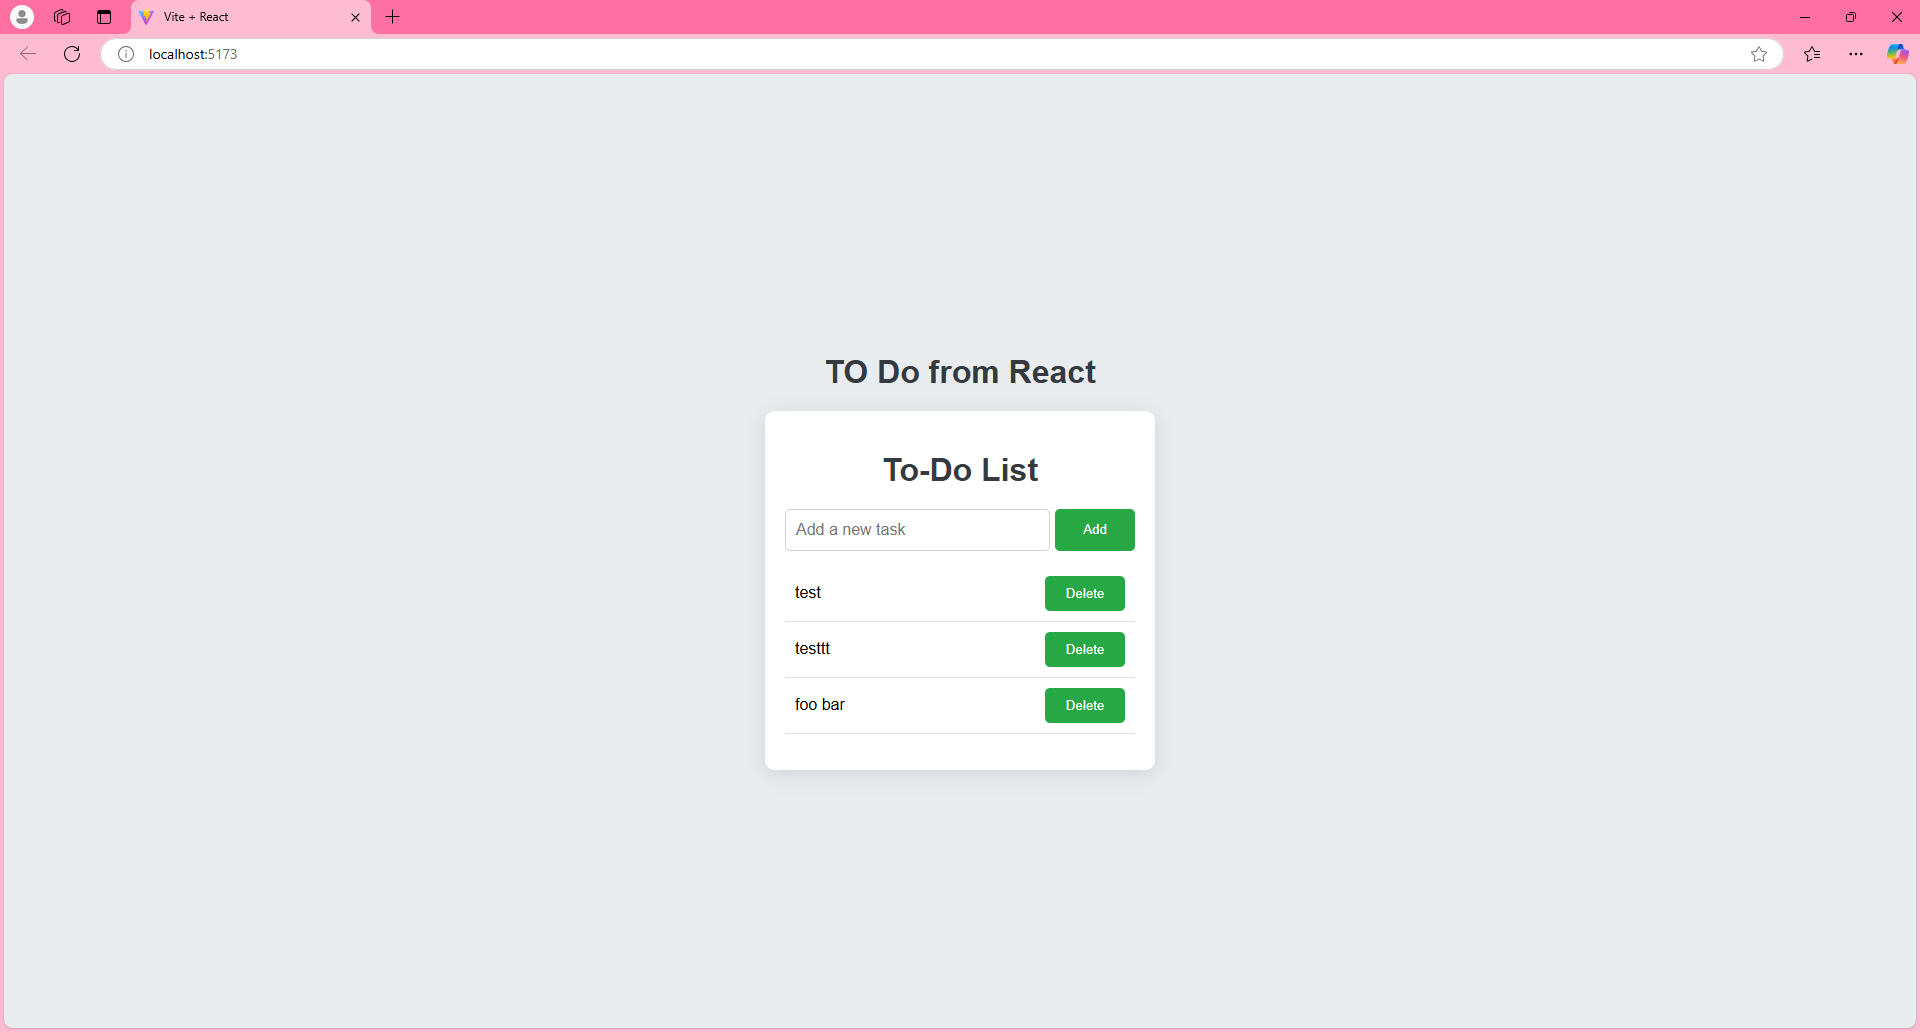 Vite + React
localhost:5173
TO Do from React
To-Do List
Add a new task
Add
test
Delete
testtt
Delete
foo bar
Delete